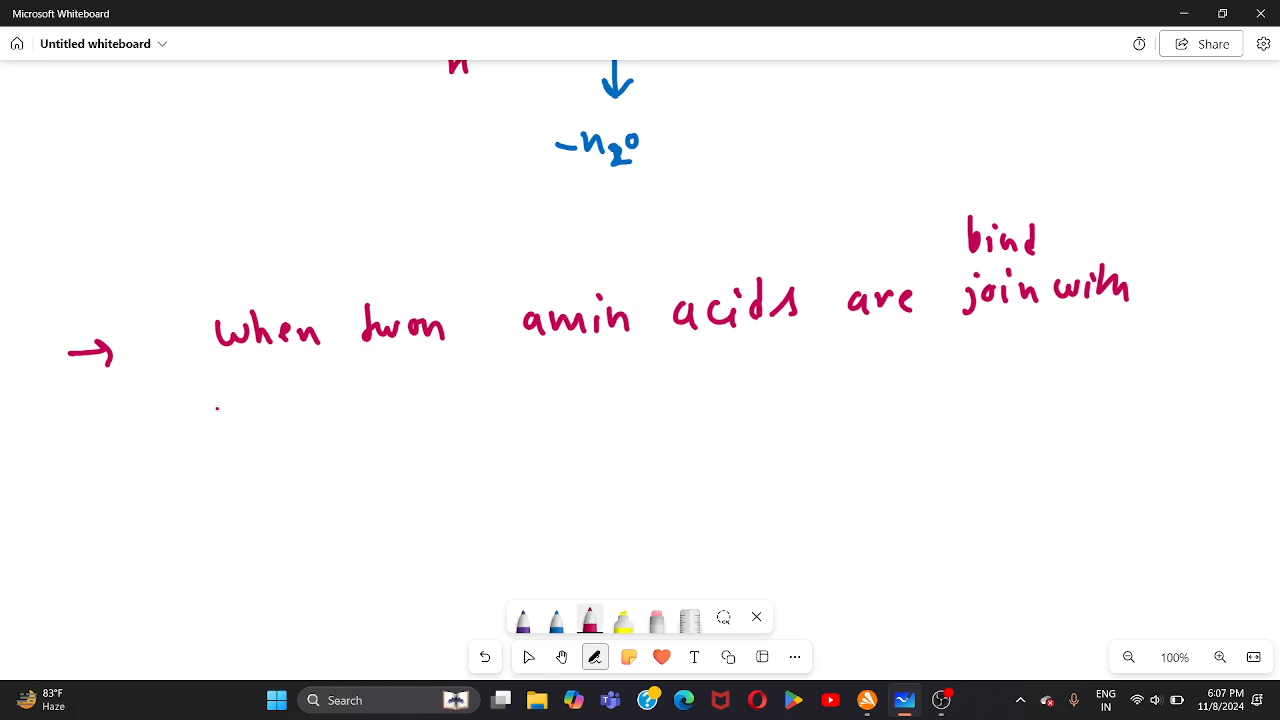 Microsoft Whiteboard
Untitled whiteboard
Share
-H2O
bind
when twon amin acids are join with
100%
83°F
Haze
Search
ENG
IN
6:07 PM
11/8/2024